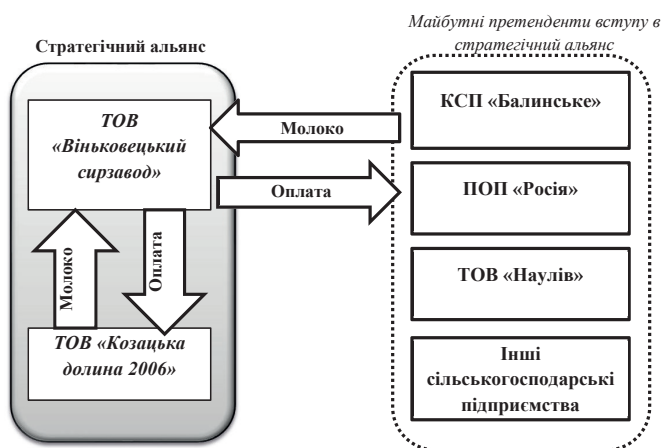 Стратегічний альянс
ТОВ
«Віньковецький
сирзавод»
Молоко
Оплата
ТОВ «Козацька
долина 2006»
Молоко
Оплата
Майбутні претенденти вступу в
стратегічний альянс
КСП «Балинське»
ПОП «Росія»
ТОВ «Наулів»
Інші
сільськогосподарські
підприємства